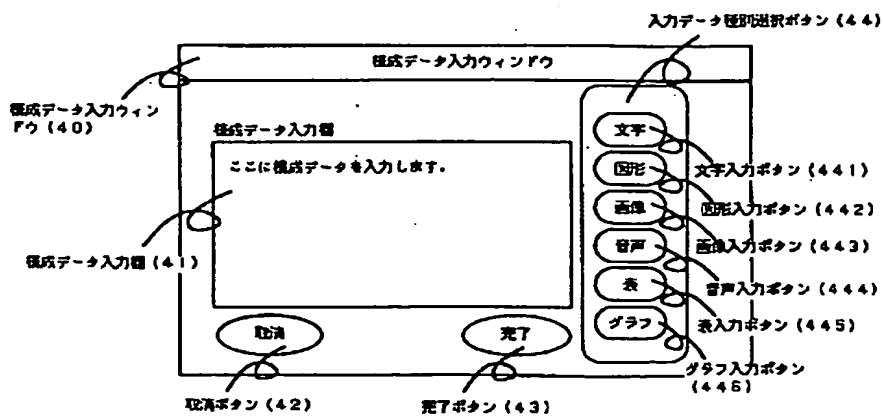 入力データ種別選択ボタン(44)
構成データ入力ウィンドウ
構成データ入力ウィン
ドウ(40)
構成データ入力欄
ここに構成データを入力します。
構成データ入力欄(41)
文字
図形
画像
音声
表
グラフ
文字入力ボタン(441)
図形入力ボタン(442)
画像入力ボタン(443)
音声入力ボタン(444)
表入力ボタン(445)
グラフ入力ボタン
(446)
取消
完了
取消ボタン(42)
完了ボタン(43)